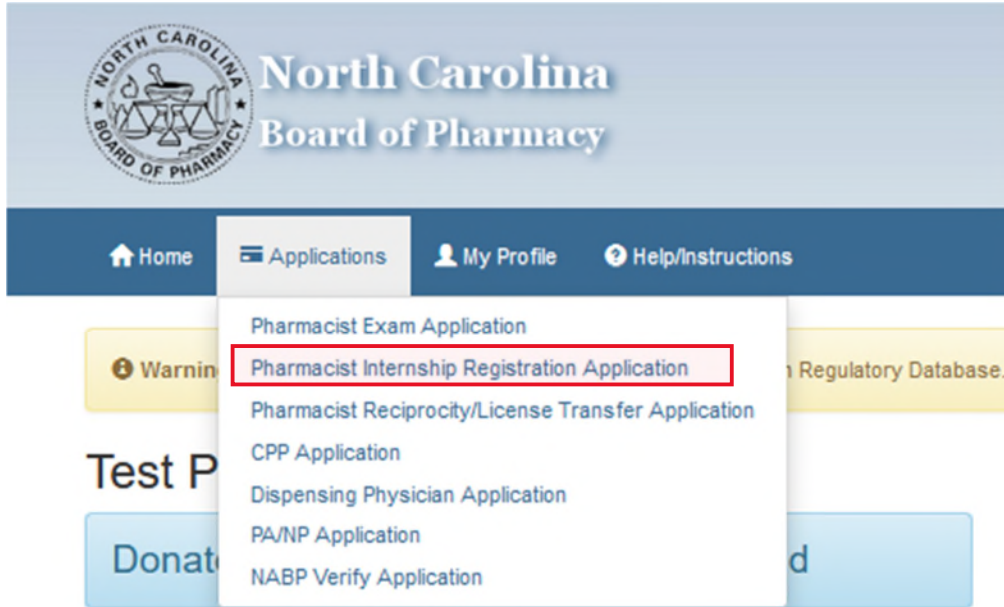 NORTH CAROLINA
BOARD OF PHARMACY
North Carolina
Board of Pharmacy
Home Applications My Profile Help/Instructions
Pharmacist Exam Application
Warnin Pharmacist Internship Registration Application n Regulatory Database.
Pharmacist Reciprocity/License Transfer Application
CPP Application
Test P
Dispensing Physician Application
PA/NP Application
Donat d
NABP Verify Application